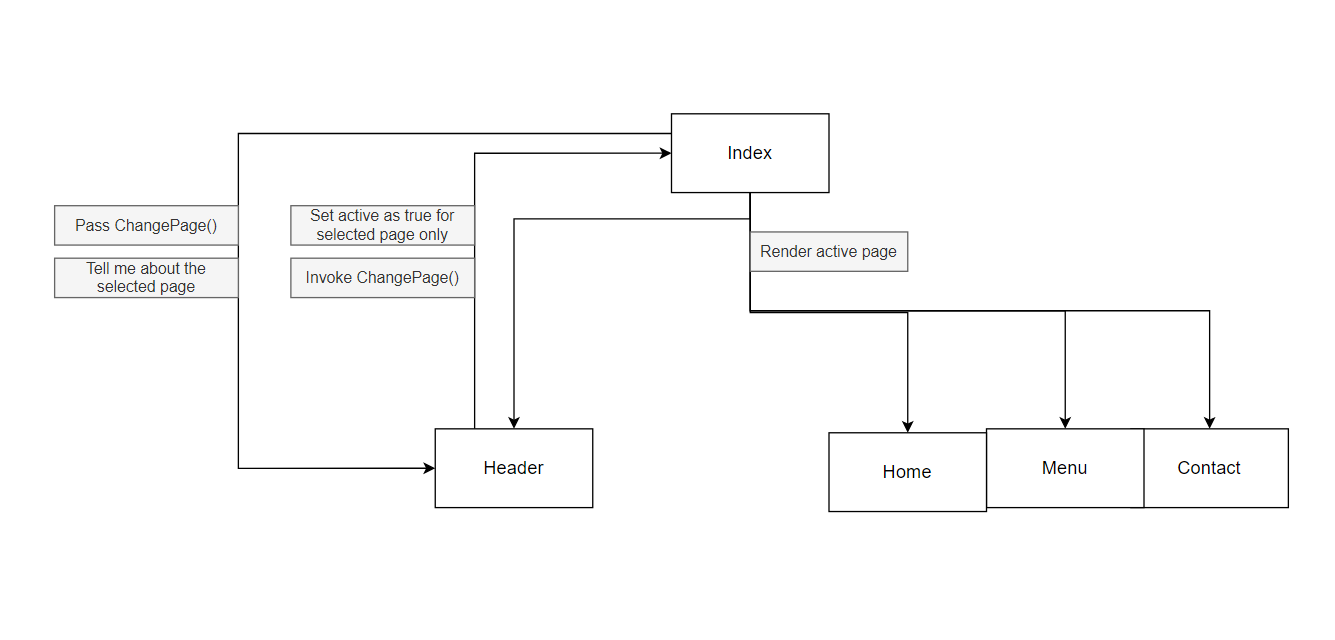 Index
Pass ChangePage()
Tell me about the
selected page
Set active as true for
selected page only
Invoke ChangePage()
Render active page
Header
Home
Menu
Contact